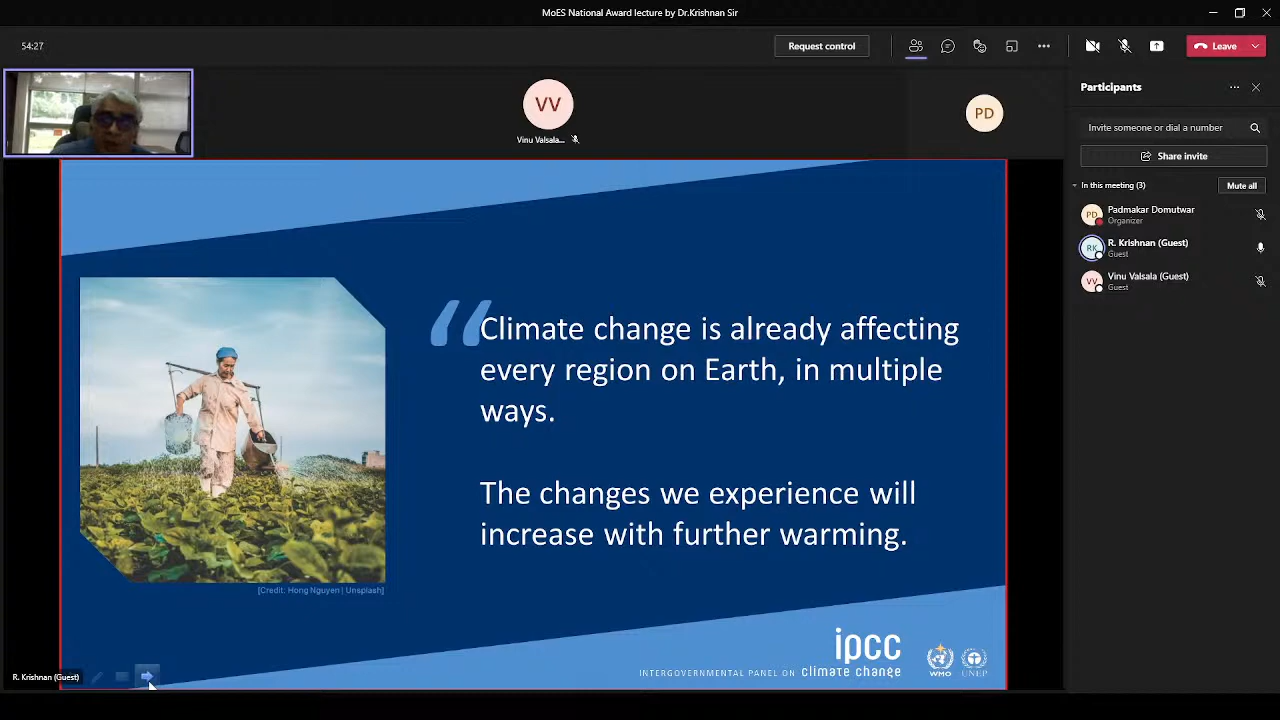 MoES National Award lecture by Dr.Krishnan Sir
54:27
Request control
Leave
VV
Vinu Valsala...
PD
Participants
Invite someone or dial a number
Share invite
In this meeting (3)
Mute all
PD
Padmakar Domutwar
Organizer
RK
R. Krishnan (Guest)
Guest
VV
Vinu Valsala (Guest)
Guest
“
Climate change is already affecting
every region on Earth, in multiple
ways.
The changes we experience will
increase with further warming.
[Credit: Hong Nguyen | Unsplash]
ipcc
INTERGOVERNMENTAL PANEL ON climate change
WMO
UNEP
R. Krishnan (Guest)